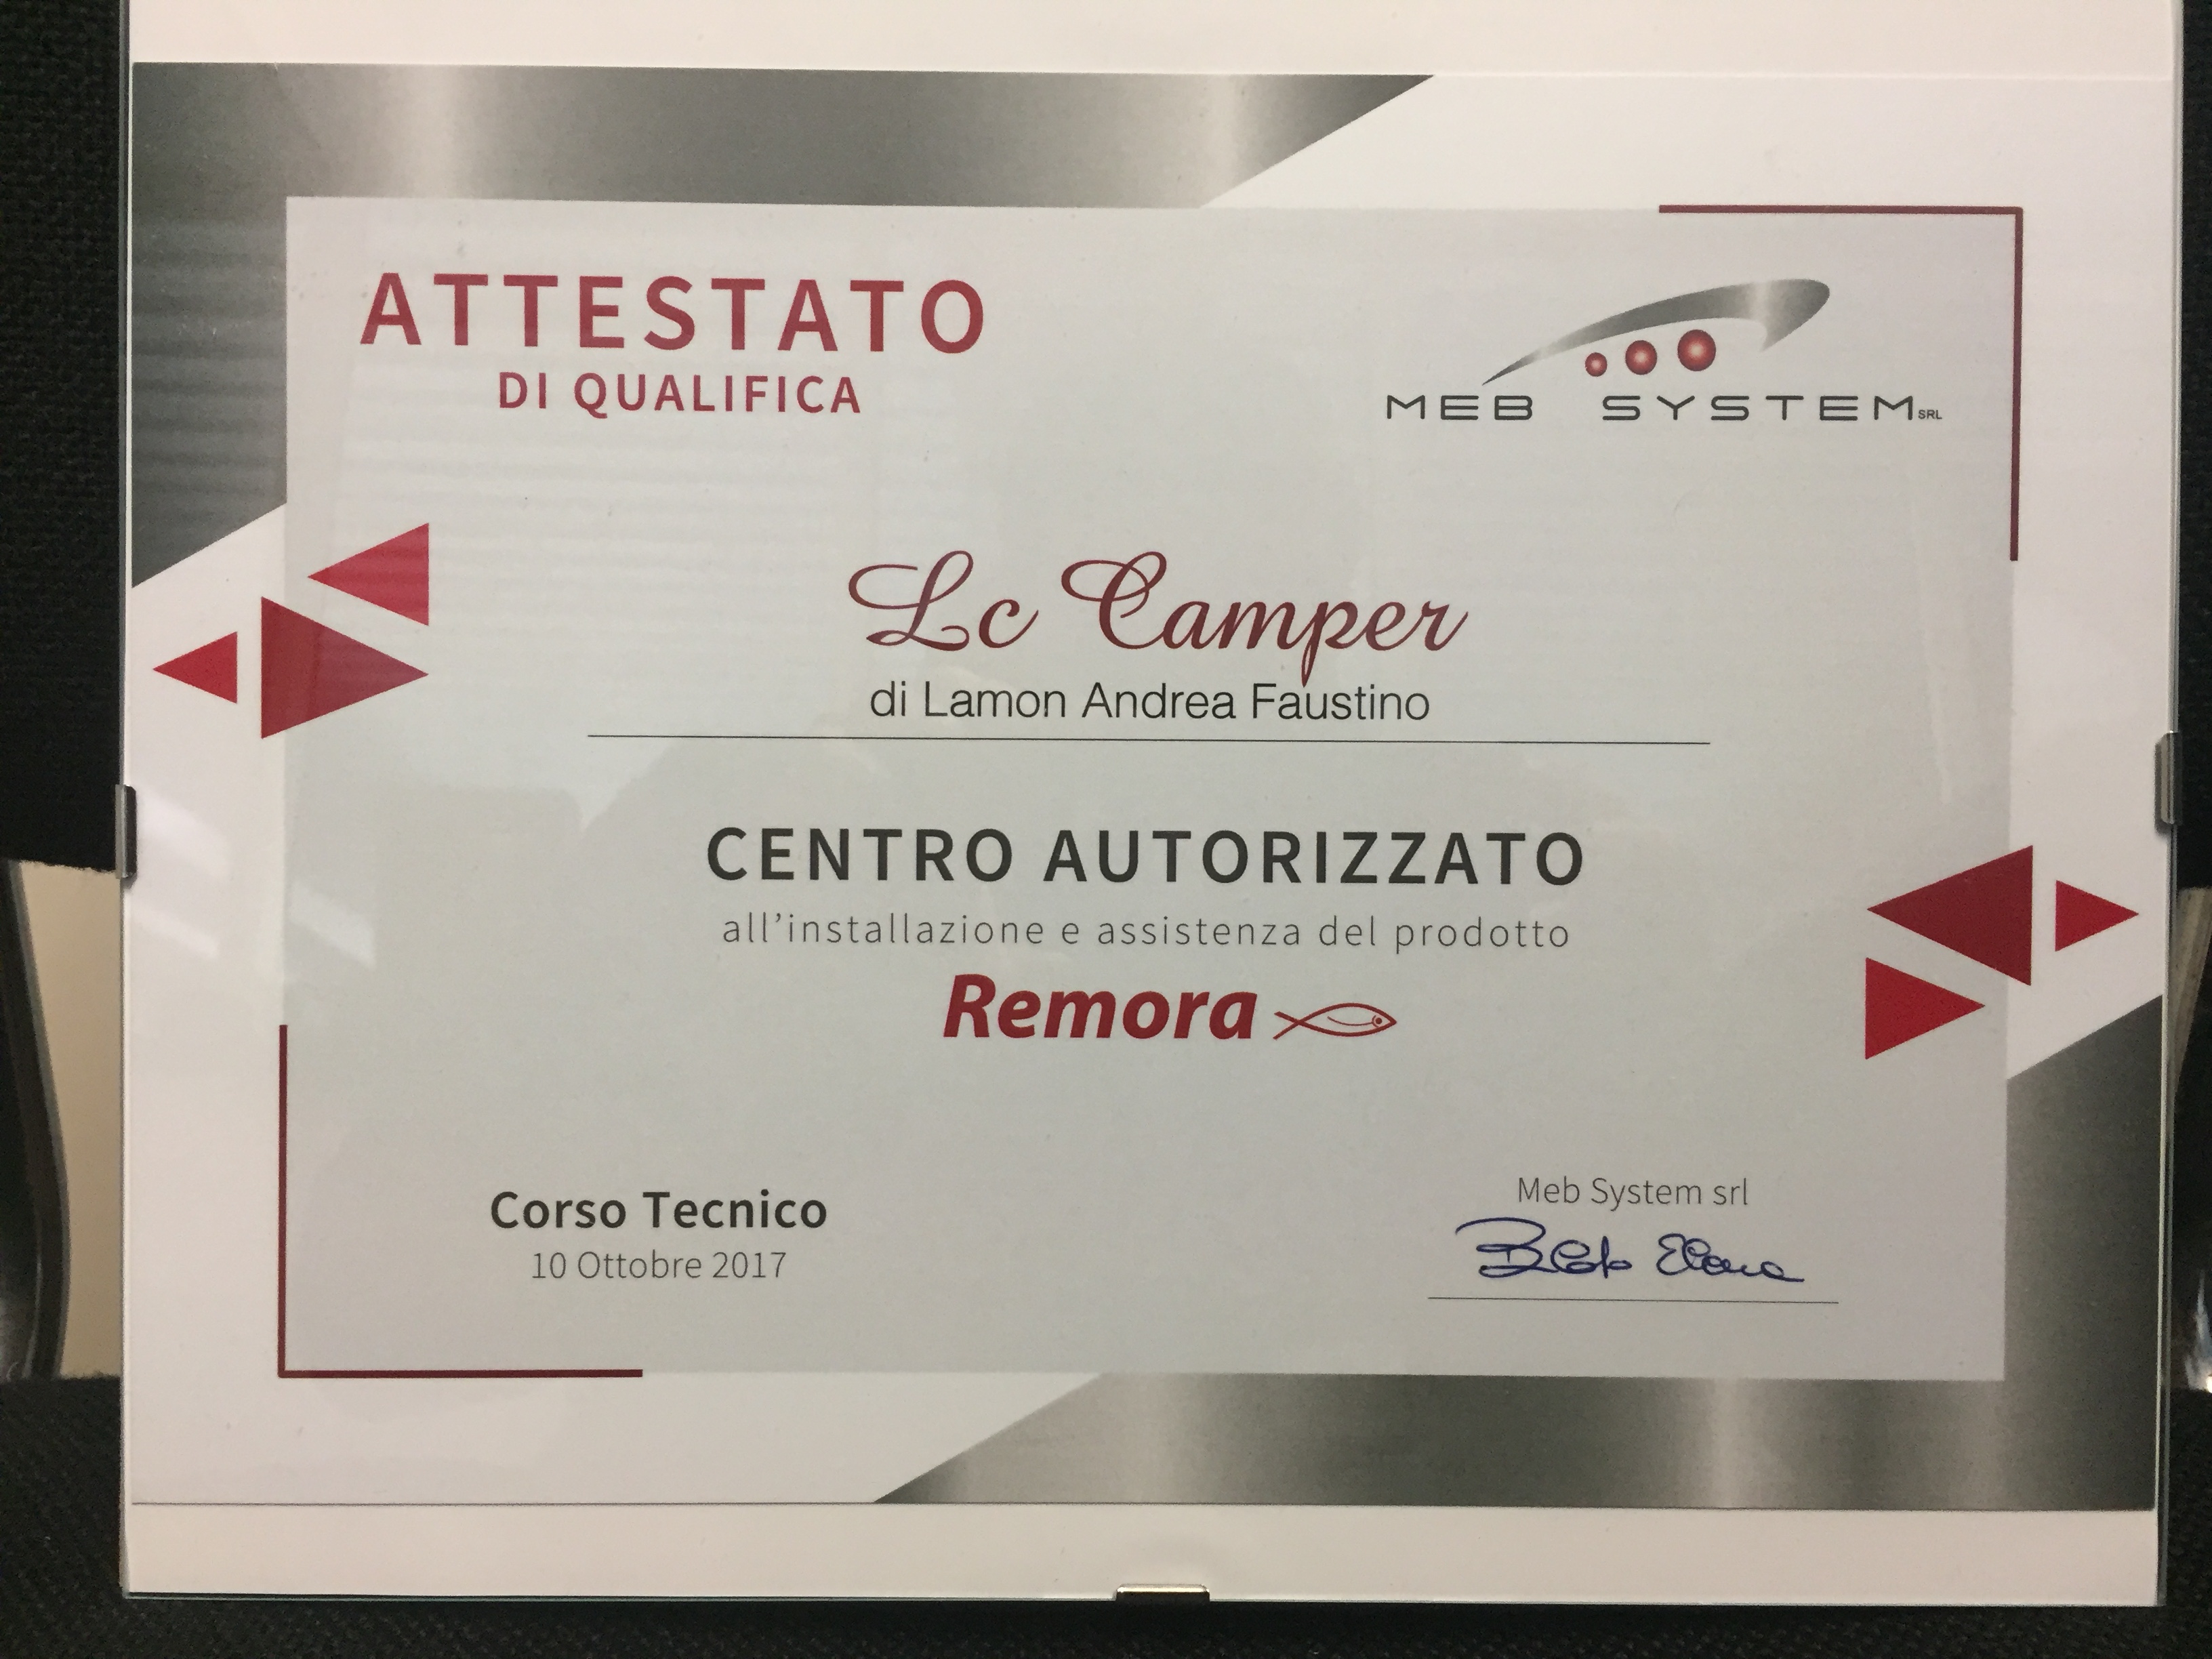 ATTESTATO
DI QUALIFICA
MEB SYSTEM SRL
Lc Camper
di Lamon Andrea Faustino
CENTRO AUTORIZZATO
all'installazione e assistenza del prodotto
Remora
Corso Tecnico
10 Ottobre 2017
Meb System srl
Elena